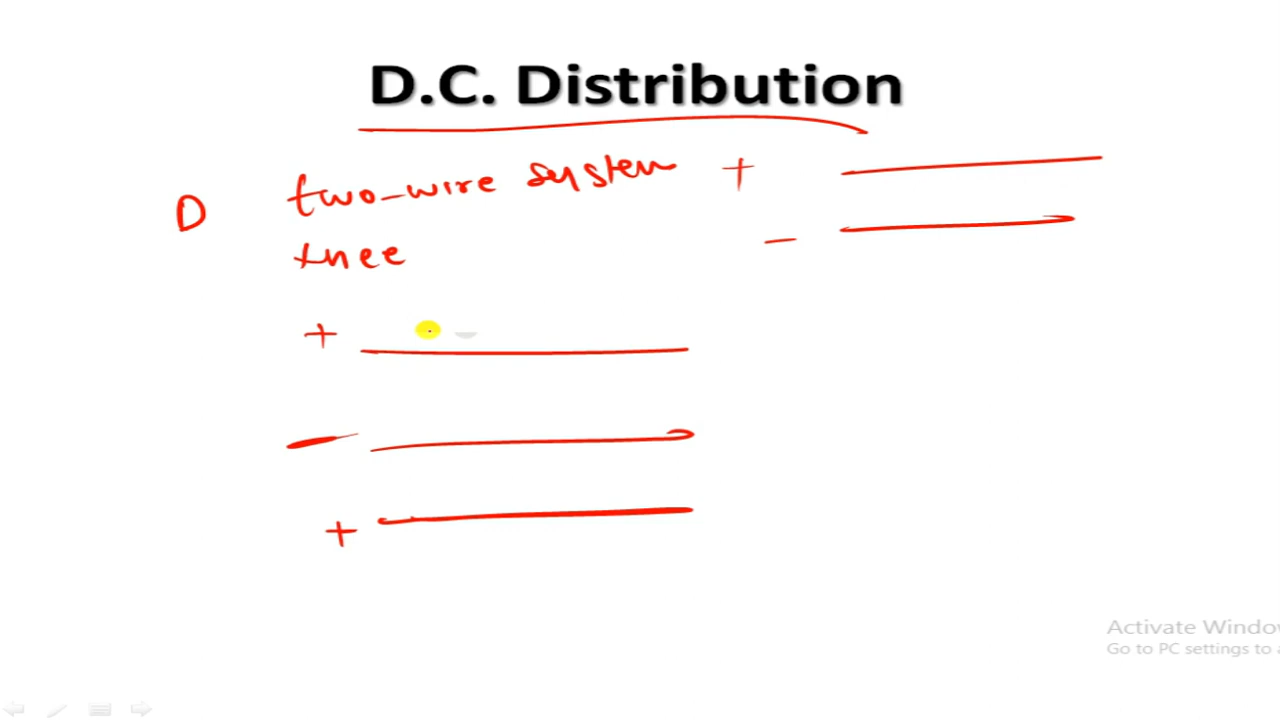 D.C. Distribution
D two-wire system +
-
thee
+
-
+
Activate Windo
Go to PC settings to a